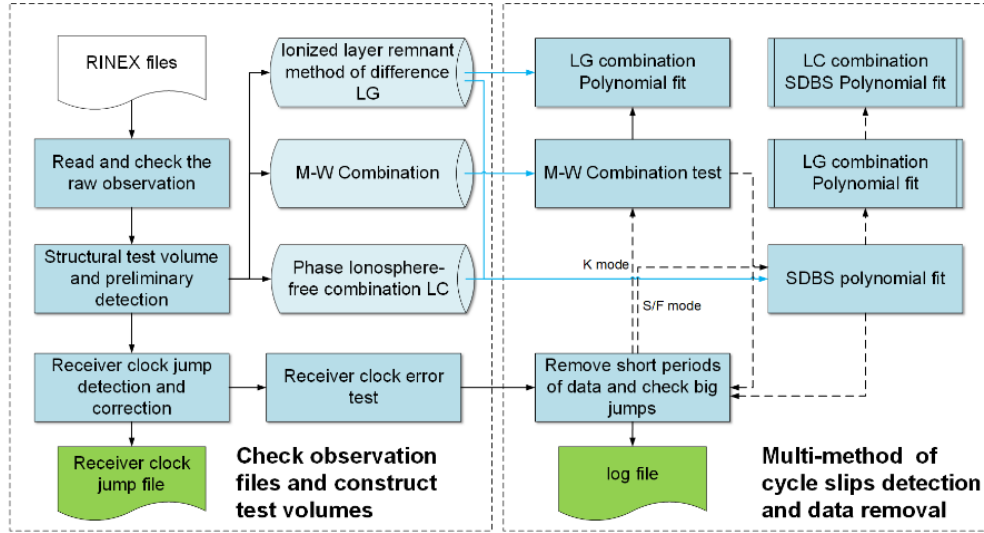 RINEX files
Read and check the
raw observation
Structural test volume
and preliminary
detection
Receiver clock jump
detection and
correction
Receiver clock
jump file
Ionized layer remnant
method of difference
LG
M-W Combination
Phase Ionosphere-
free combination LC
Receiver clock error
test
Check observation
files and construct
test volumes
LG combination
Polynomial fit
M-W Combination test
K mode
S/F mode
Remove short periods
of data and check big
jumps
log file
LC combination
SDBS Polynomial fit
LG combination
Polynomial fit
SDBS polynomial fit
Multi-method of
cycle slips detection
and data removal